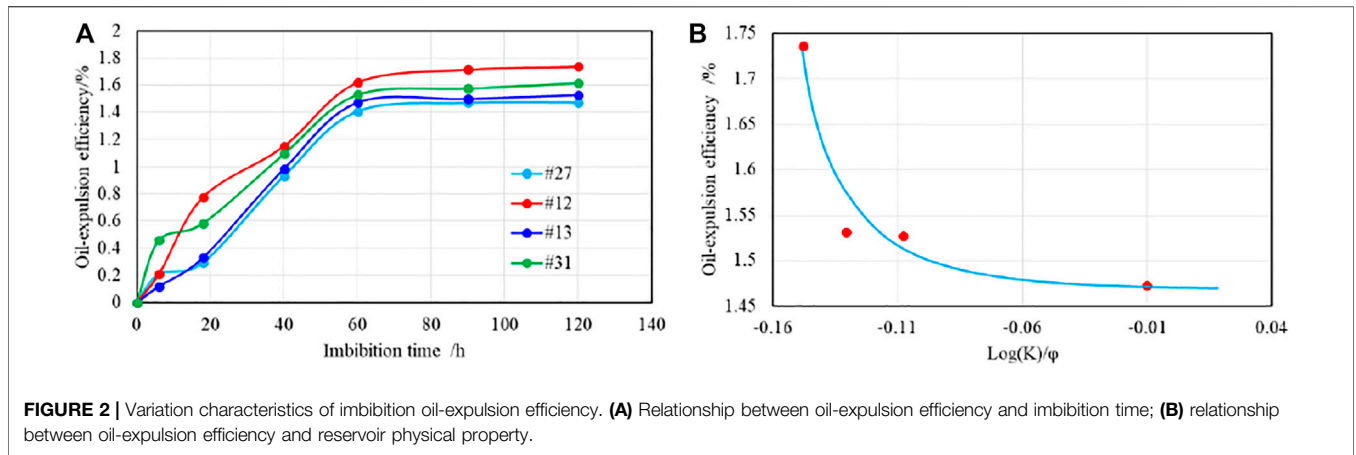 A
Oil-expulsion efficiency/%
2
1.8
1.6
1.4
1.2
1
0.8
0.6
0.4
0.2
0
0 20 40 60 80 100 120 140
Imbibition time /h
#27
#12
#13
#31
B
Oil-expulsion efficiency /%
1.75
1.7
1.65
1.6
1.55
1.5
1.45
-0.16 -0.11 -0.06 -0.01 0.04
Log(K)/φ
FIGURE 2 | Variation characteristics of imbibition oil-expulsion efficiency. (A) Relationship between oil-expulsion efficiency and imbibition time; (B) relationship
between oil-expulsion efficiency and reservoir physical property.